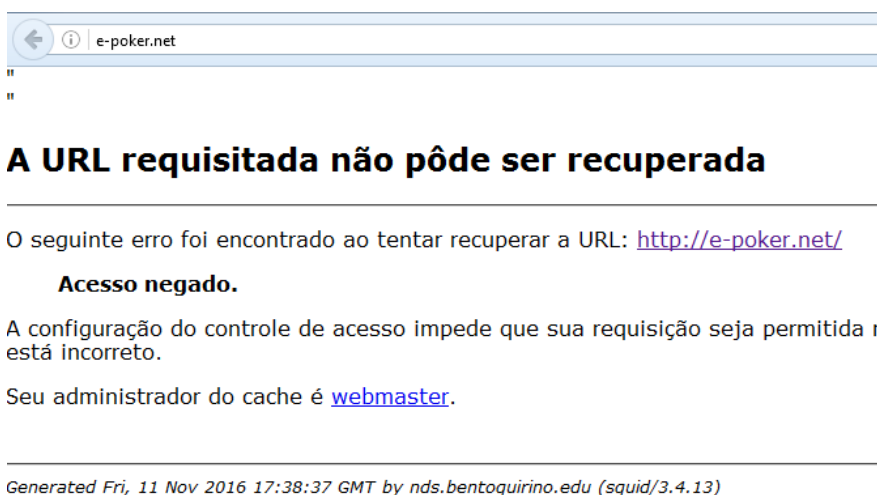 e-poker.net
"
"
A URL requisitada não pôde ser recuperada
O seguinte erro foi encontrado ao tentar recuperar a URL: http://e-poker.net/
Acesso negado.
A configuração do controle de acesso impede que sua requisição seja permitida
está incorreto.
Seu administrador do cache é webmaster.
Generated Fri, 11 Nov 2016 17:38:37 GMT by nds.bentoquirino.edu (squid/3.4.13)